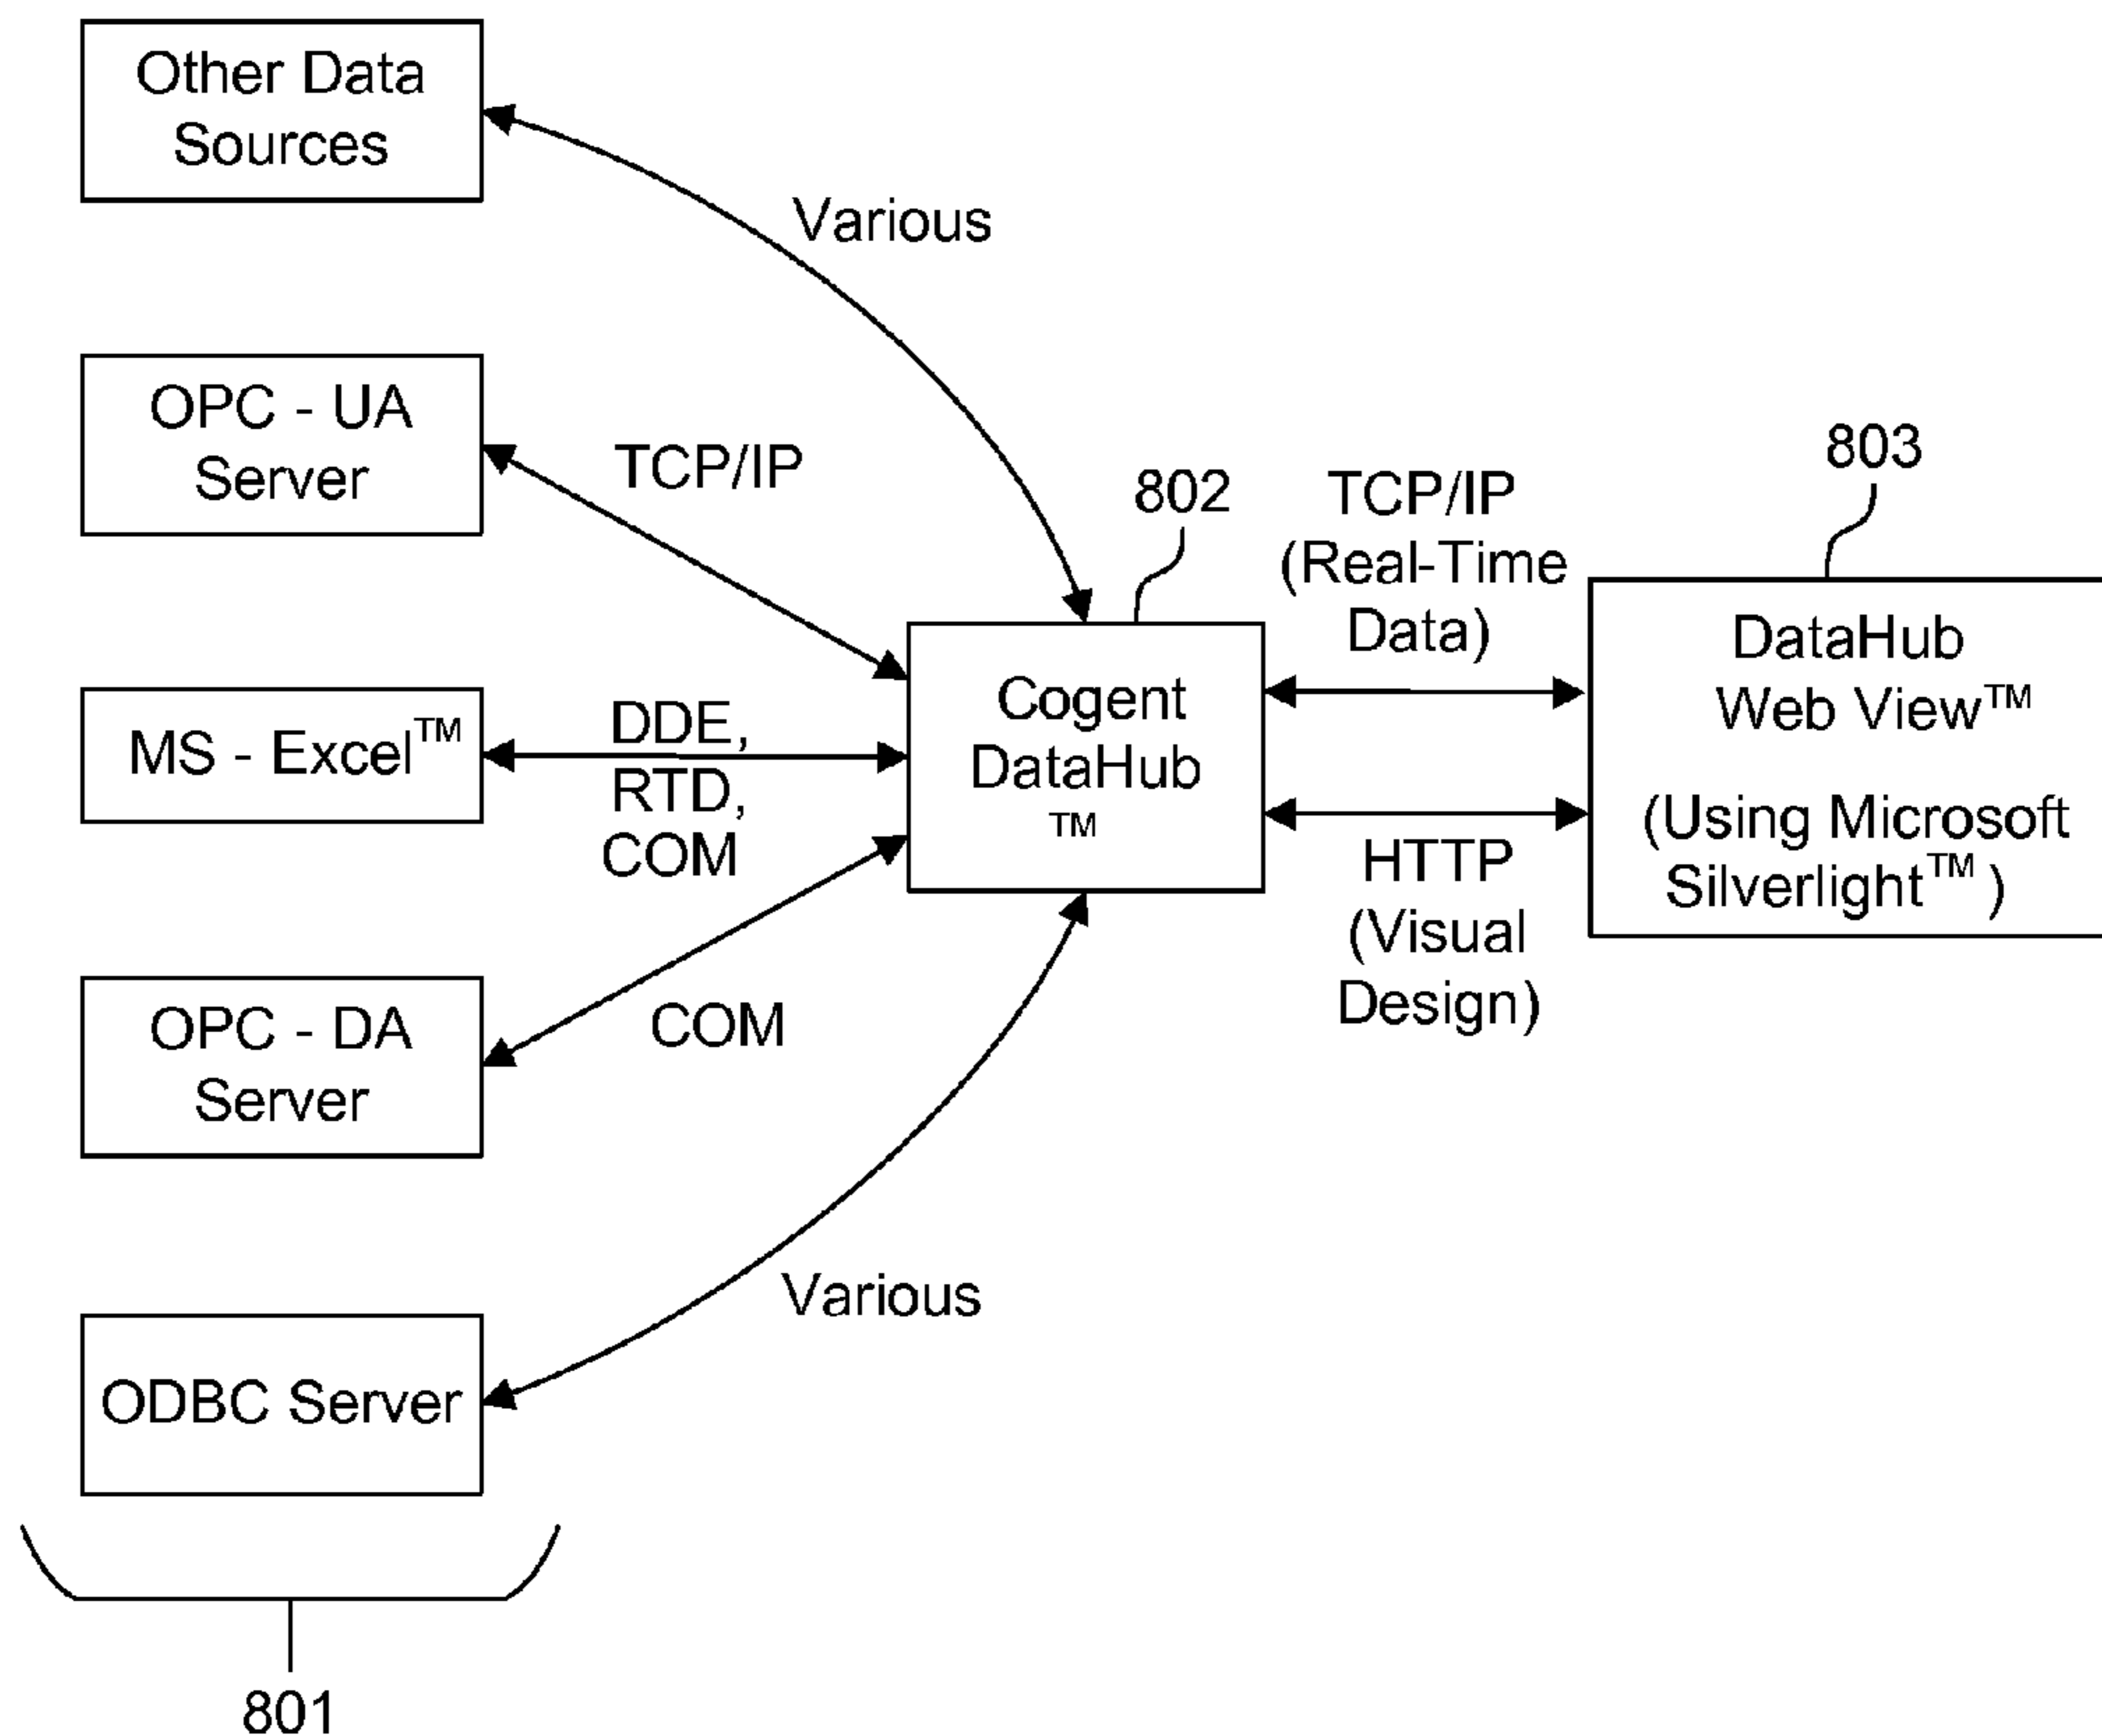 Other Data
Sources
Various
OPC - UA
Server
TCP/IP
MS - Excel™
DDE,
RTD,
COM
OPC - DA
Server
COM
ODBC Server
Various
801
802
Cogent
DataHub
™
TCP/IP
(Real-Time
Data)
HTTP
(Visual
Design)
803
DataHub
Web View™
(Using Microsoft
Silverlight™ )